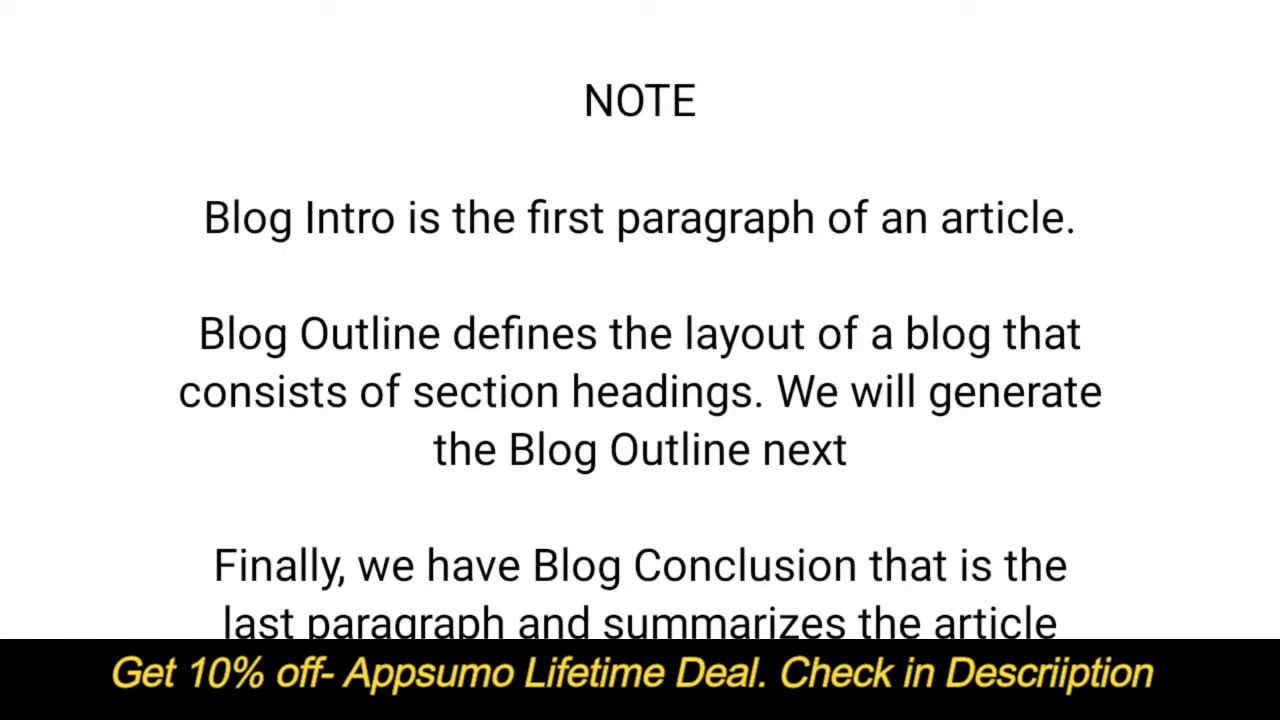 NOTE
Blog Intro is the first paragraph of an article.
Blog Outline defines the layout of a blog that
consists of section headings. We will generate
the Blog Outline next
Finally, we have Blog Conclusion that is the
last paragraph and summarizes the article
Get 10% off- Appsumo Lifetime Deal. Check in Descriiption